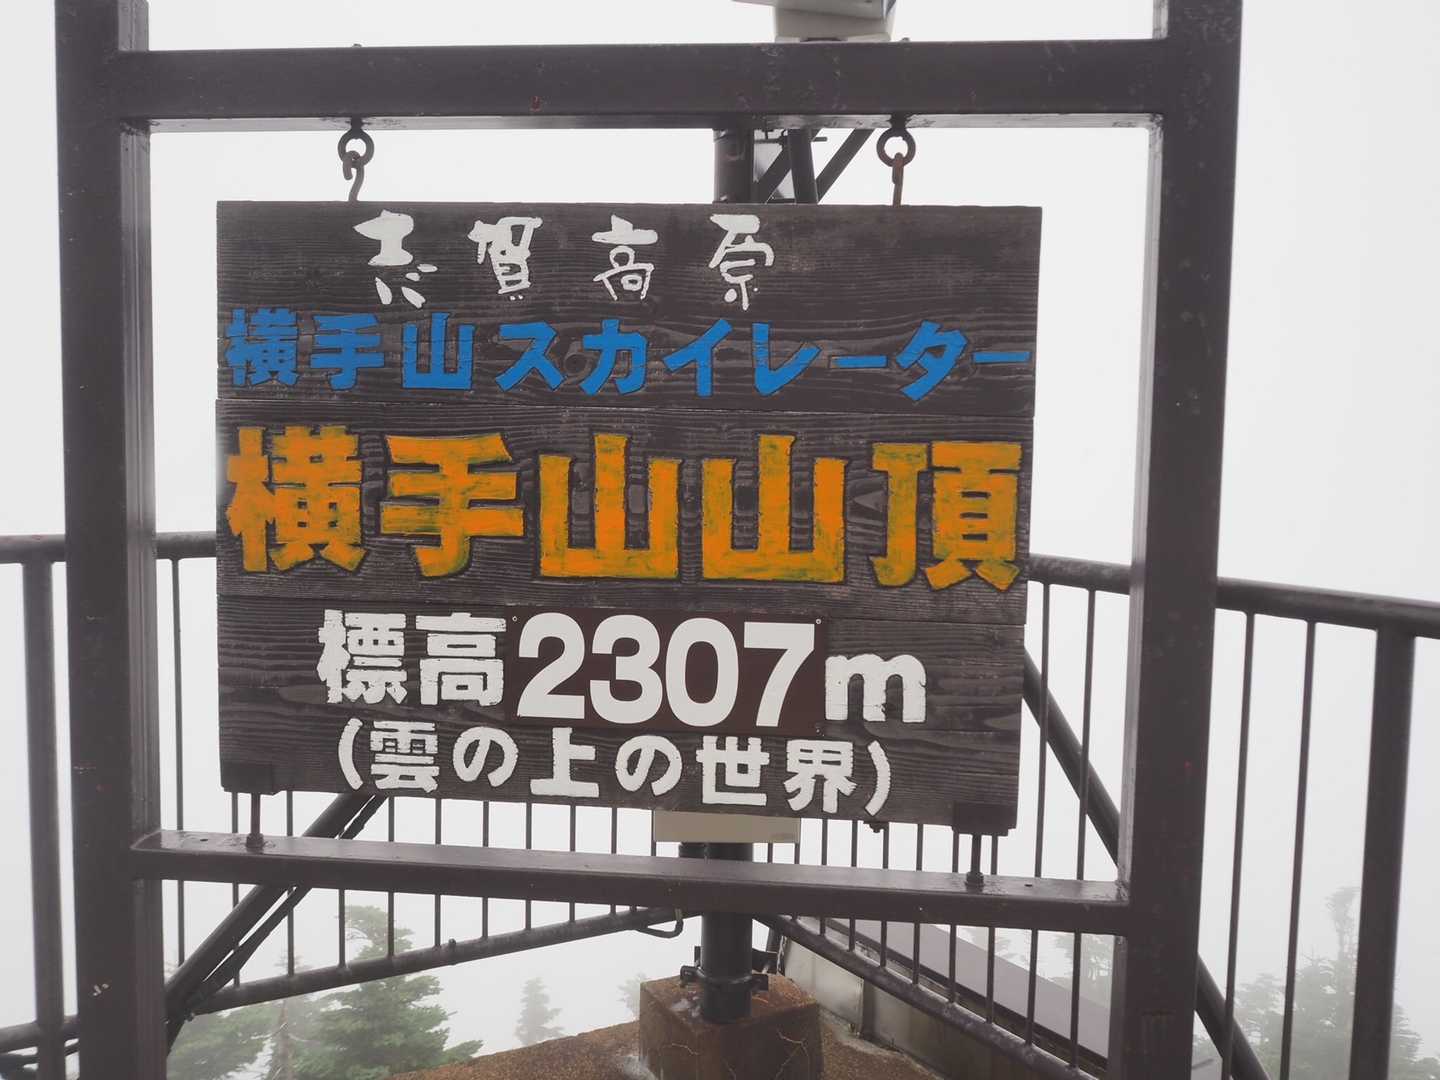 志賀高原
横手山スカイレーター
横手山山頂
標高2307m
(雲の上の世界)